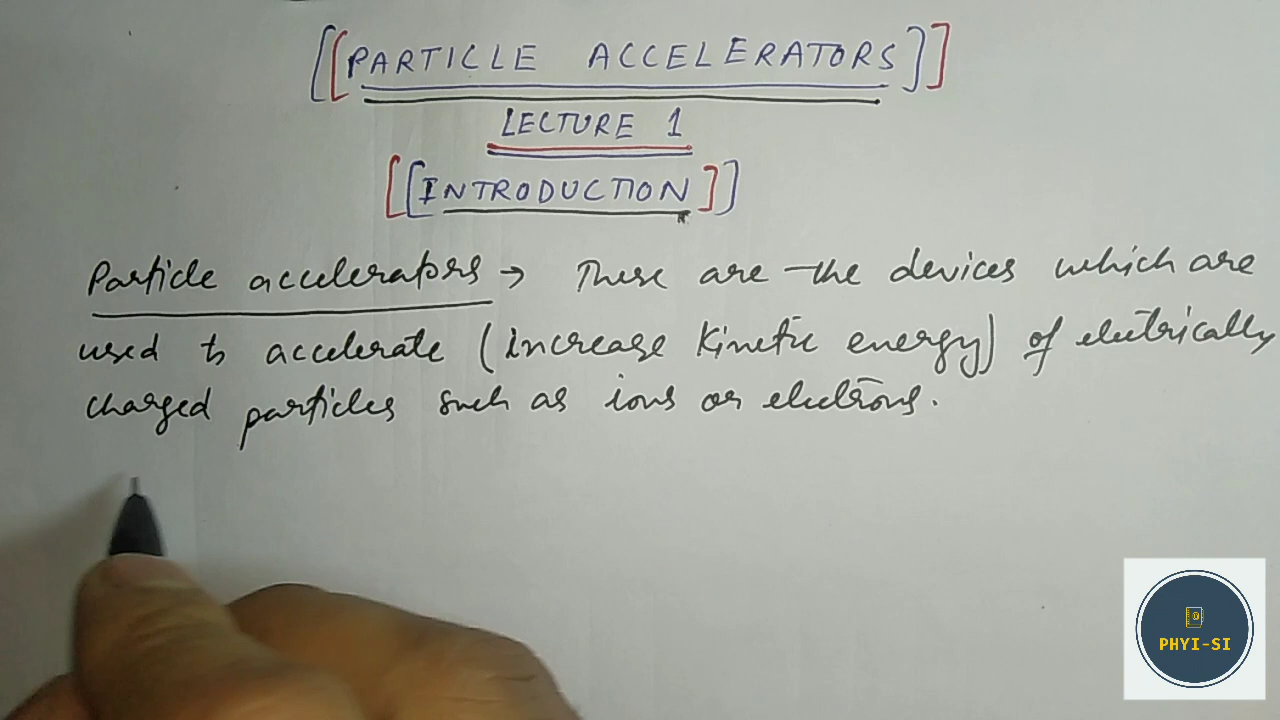 [[PARTICLE ACCELERATORS]]
LECTURE 1
[[INTRODUCTION]]
Particle accelerators → These are the devices which are
used to accelerate (increase kinetic energy) of electrically
charged particles such as ions or electrons.
PHYI-SI